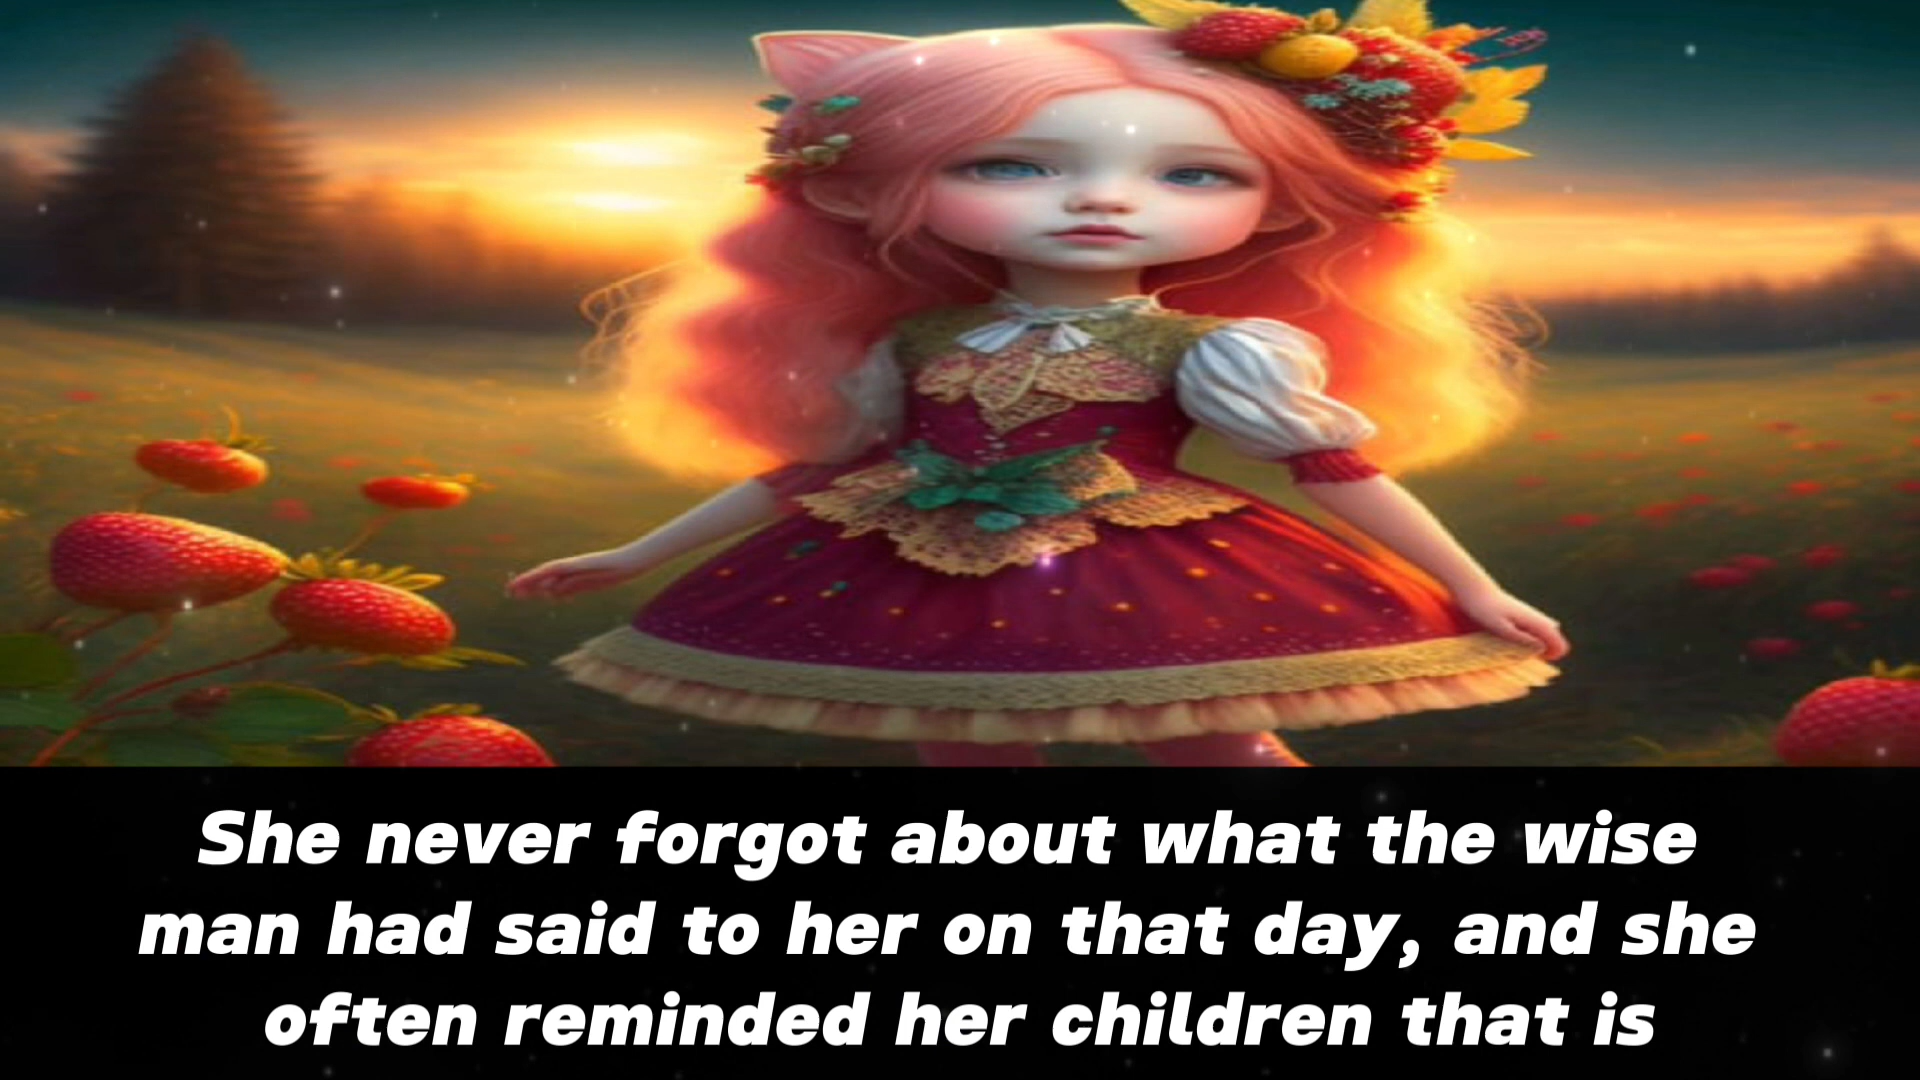 She never forgot about what the wise
man had said to her on that day, and she
often reminded her children that is